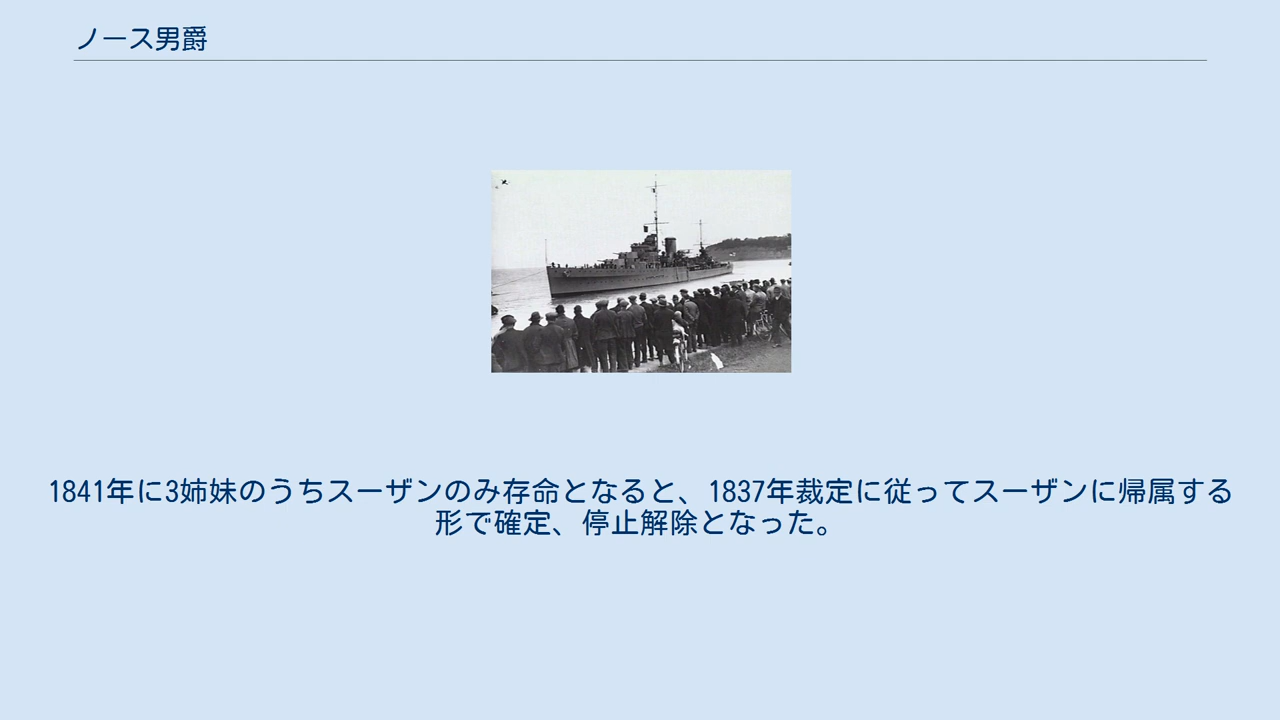 ノース男爵
1841年に3姉妹のうちスーザンのみ存命となると、1837年裁定に従ってスーザンに帰属する
形で確定、停止解除となった。